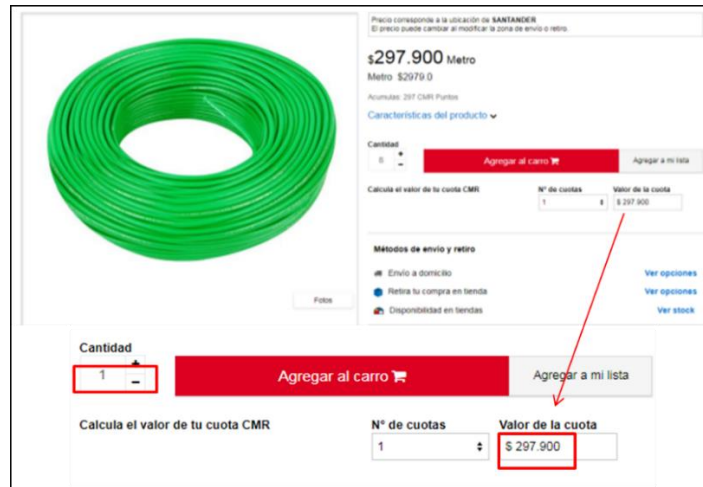 Precio corresponde a la ubicación de SANTANDER
El precio puede cambiar al modificar la zona de envío o retiro.
$297.900 Metro
Metro $2979.0
Acumulas: 297 CMR Puntos
Características del producto
Cantidad
+
-
Agregar al carro
Agregar a mi lista
Calcula el valor de tu cuota CMR
N° de cuotas
Valor de la cuota
1
$ 297.900
Métodos de envío y retiro
Envío a domicilio
Ver opciones
Retira tu compra en tienda
Ver opciones
Fotos
Disponibilidad en tiendas
Ver stock
Cantidad
+
1
-
Agregar al carro
Agregar a mi lista
Calcula el valor de tu cuota CMR
N° de cuotas
Valor de la cuota
1
$ 297.900